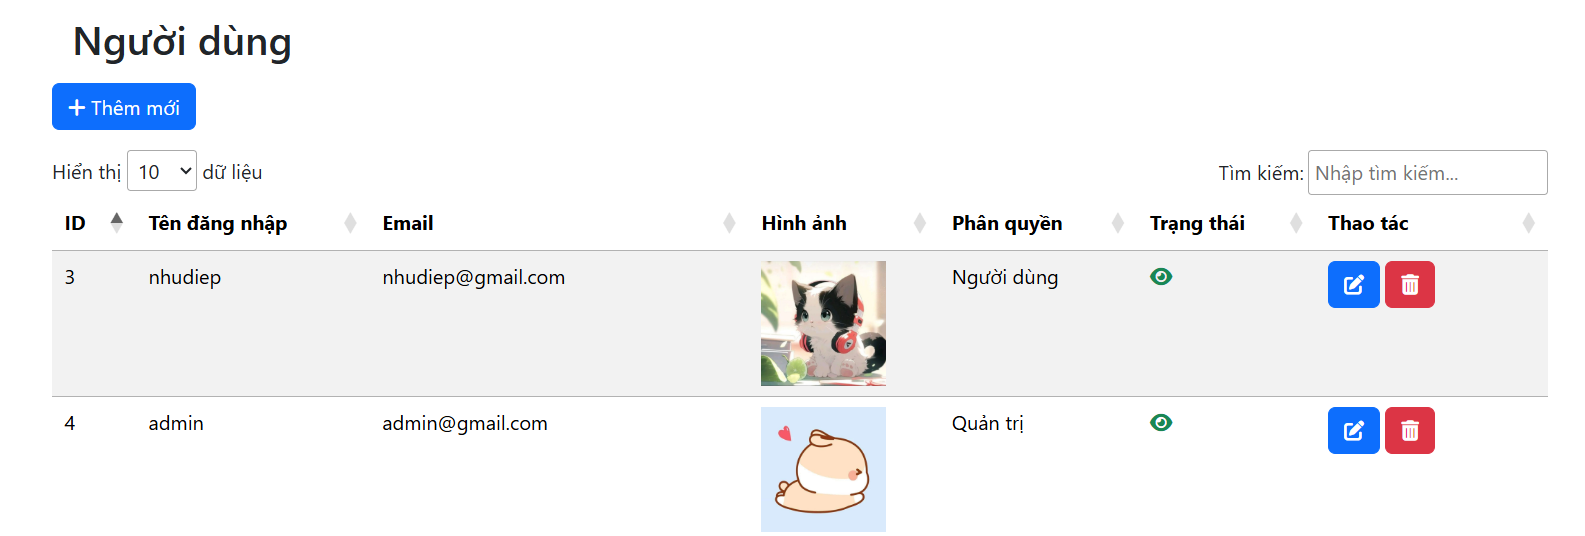 Người dùng
Thêm mới
Hiển thị 10 dữ liệu Tìm kiếm: Nhập tìm kiếm...
ID Tên đăng nhập Email Hình ảnh Phân quyền Trạng thái Thao tác
3 nhudiep nhudiep@gmail.com Người dùng
4 admin admin@gmail.com Quản trị